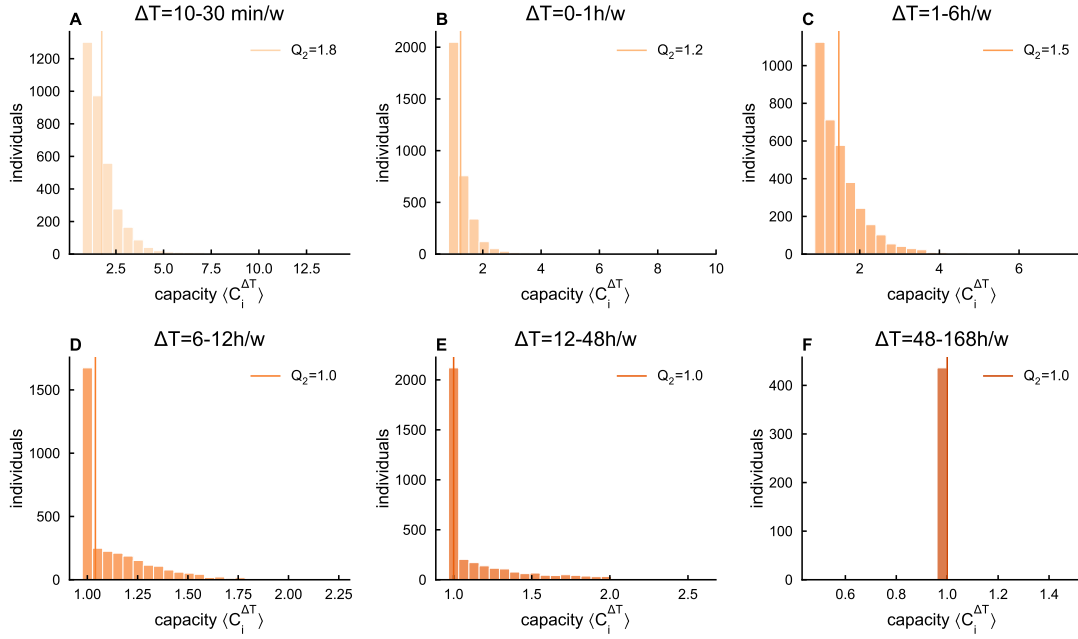 A
ΔT=10-30 min/w
Q2=1.8
individuals
0
200
400
600
800
1000
1200
2.5
5.0
7.5
10.0
12.5
capacity ⟨C_i^ΔT⟩
B
ΔT=0-1h/w
Q2=1.2
individuals
0
500
1000
1500
2000
2
4
6
8
10
capacity ⟨C_i^ΔT⟩
C
ΔT=1-6h/w
Q2=1.5
individuals
0
200
400
600
800
1000
2
4
6
capacity ⟨C_i^ΔT⟩
D
ΔT=6-12h/w
Q2=1.0
individuals
0
500
1000
1500
1.00
1.25
1.50
1.75
2.00
2.25
capacity ⟨C_i^ΔT⟩
E
ΔT=12-48h/w
Q2=1.0
individuals
0
500
1000
1500
2000
1.0
1.5
2.0
2.5
capacity ⟨C_i^ΔT⟩
F
ΔT=48-168h/w
Q2=1.0
individuals
0
100
200
300
400
0.6
0.8
1.0
1.2
1.4
capacity ⟨C_i^ΔT⟩